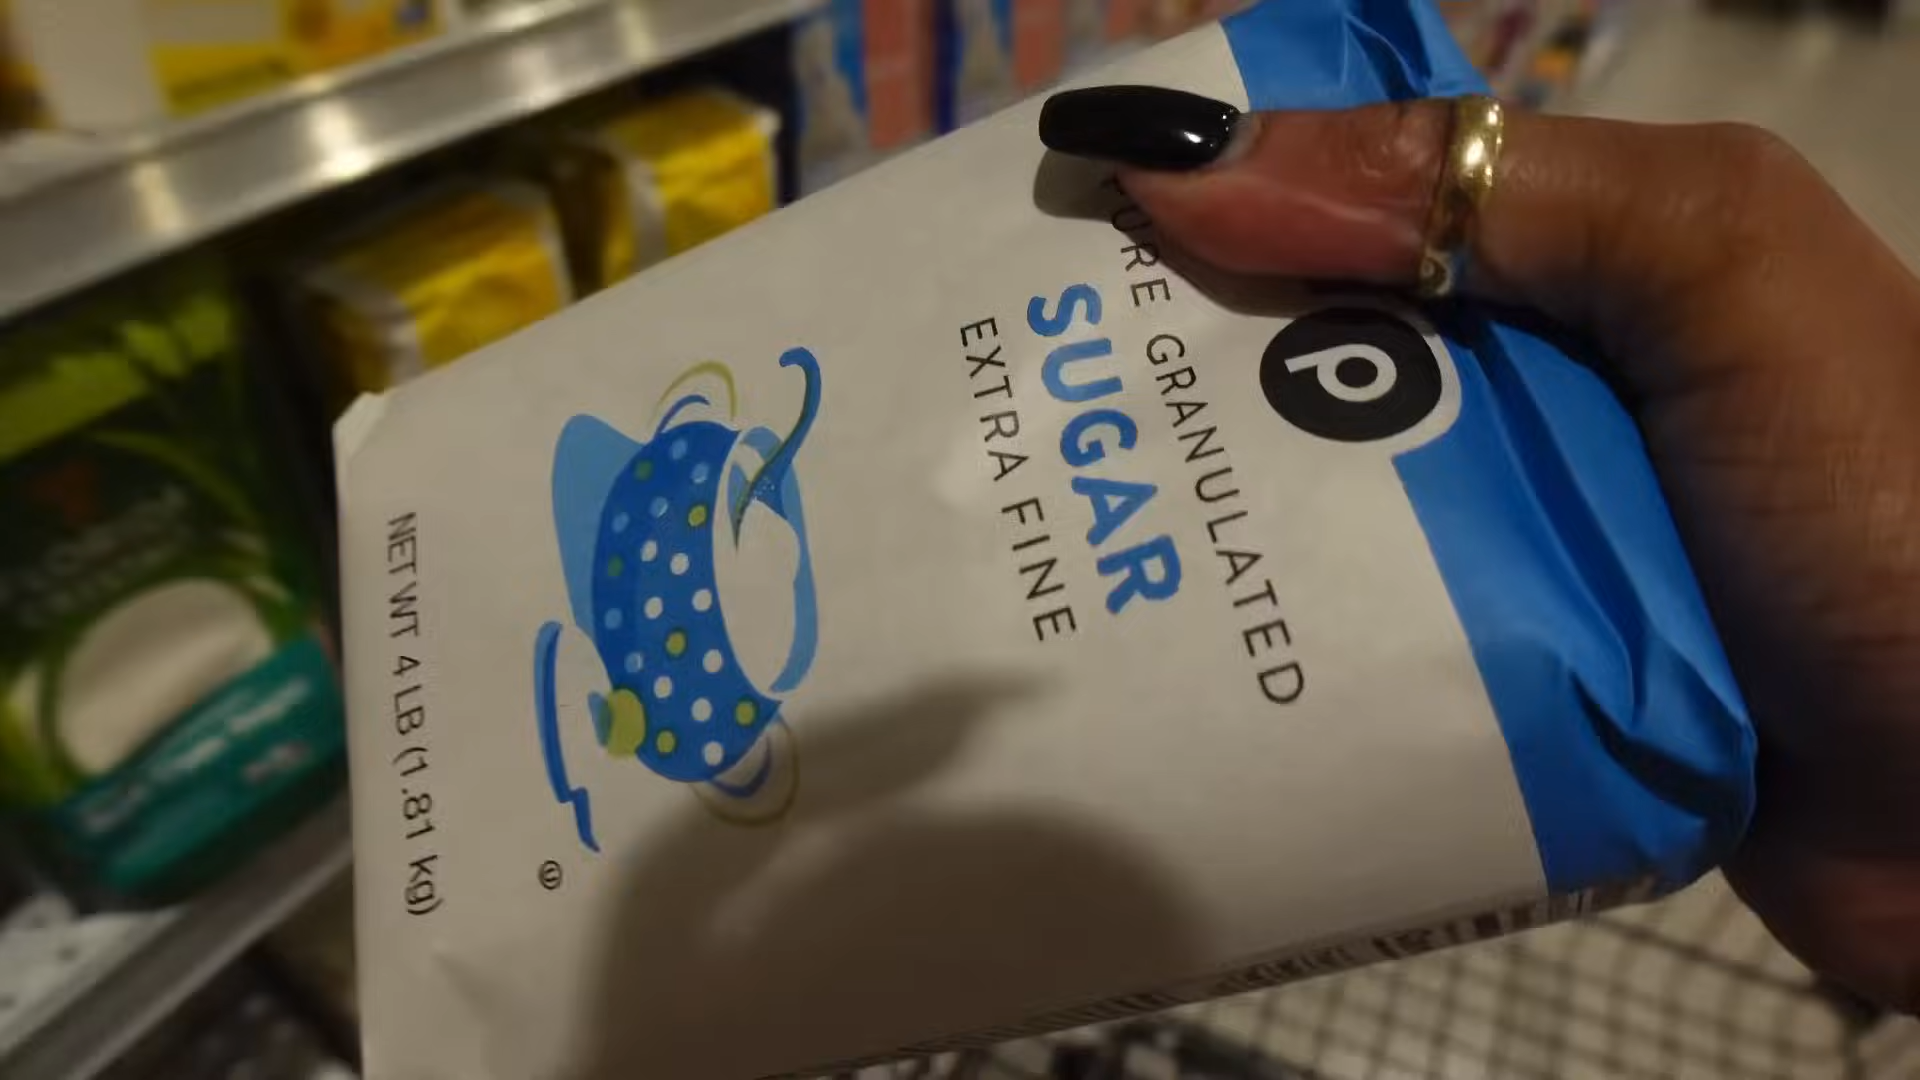 p
PURE GRANULATED
SUGAR
EXTRA FINE
U
NET WT 4 LB (1.81 kg)